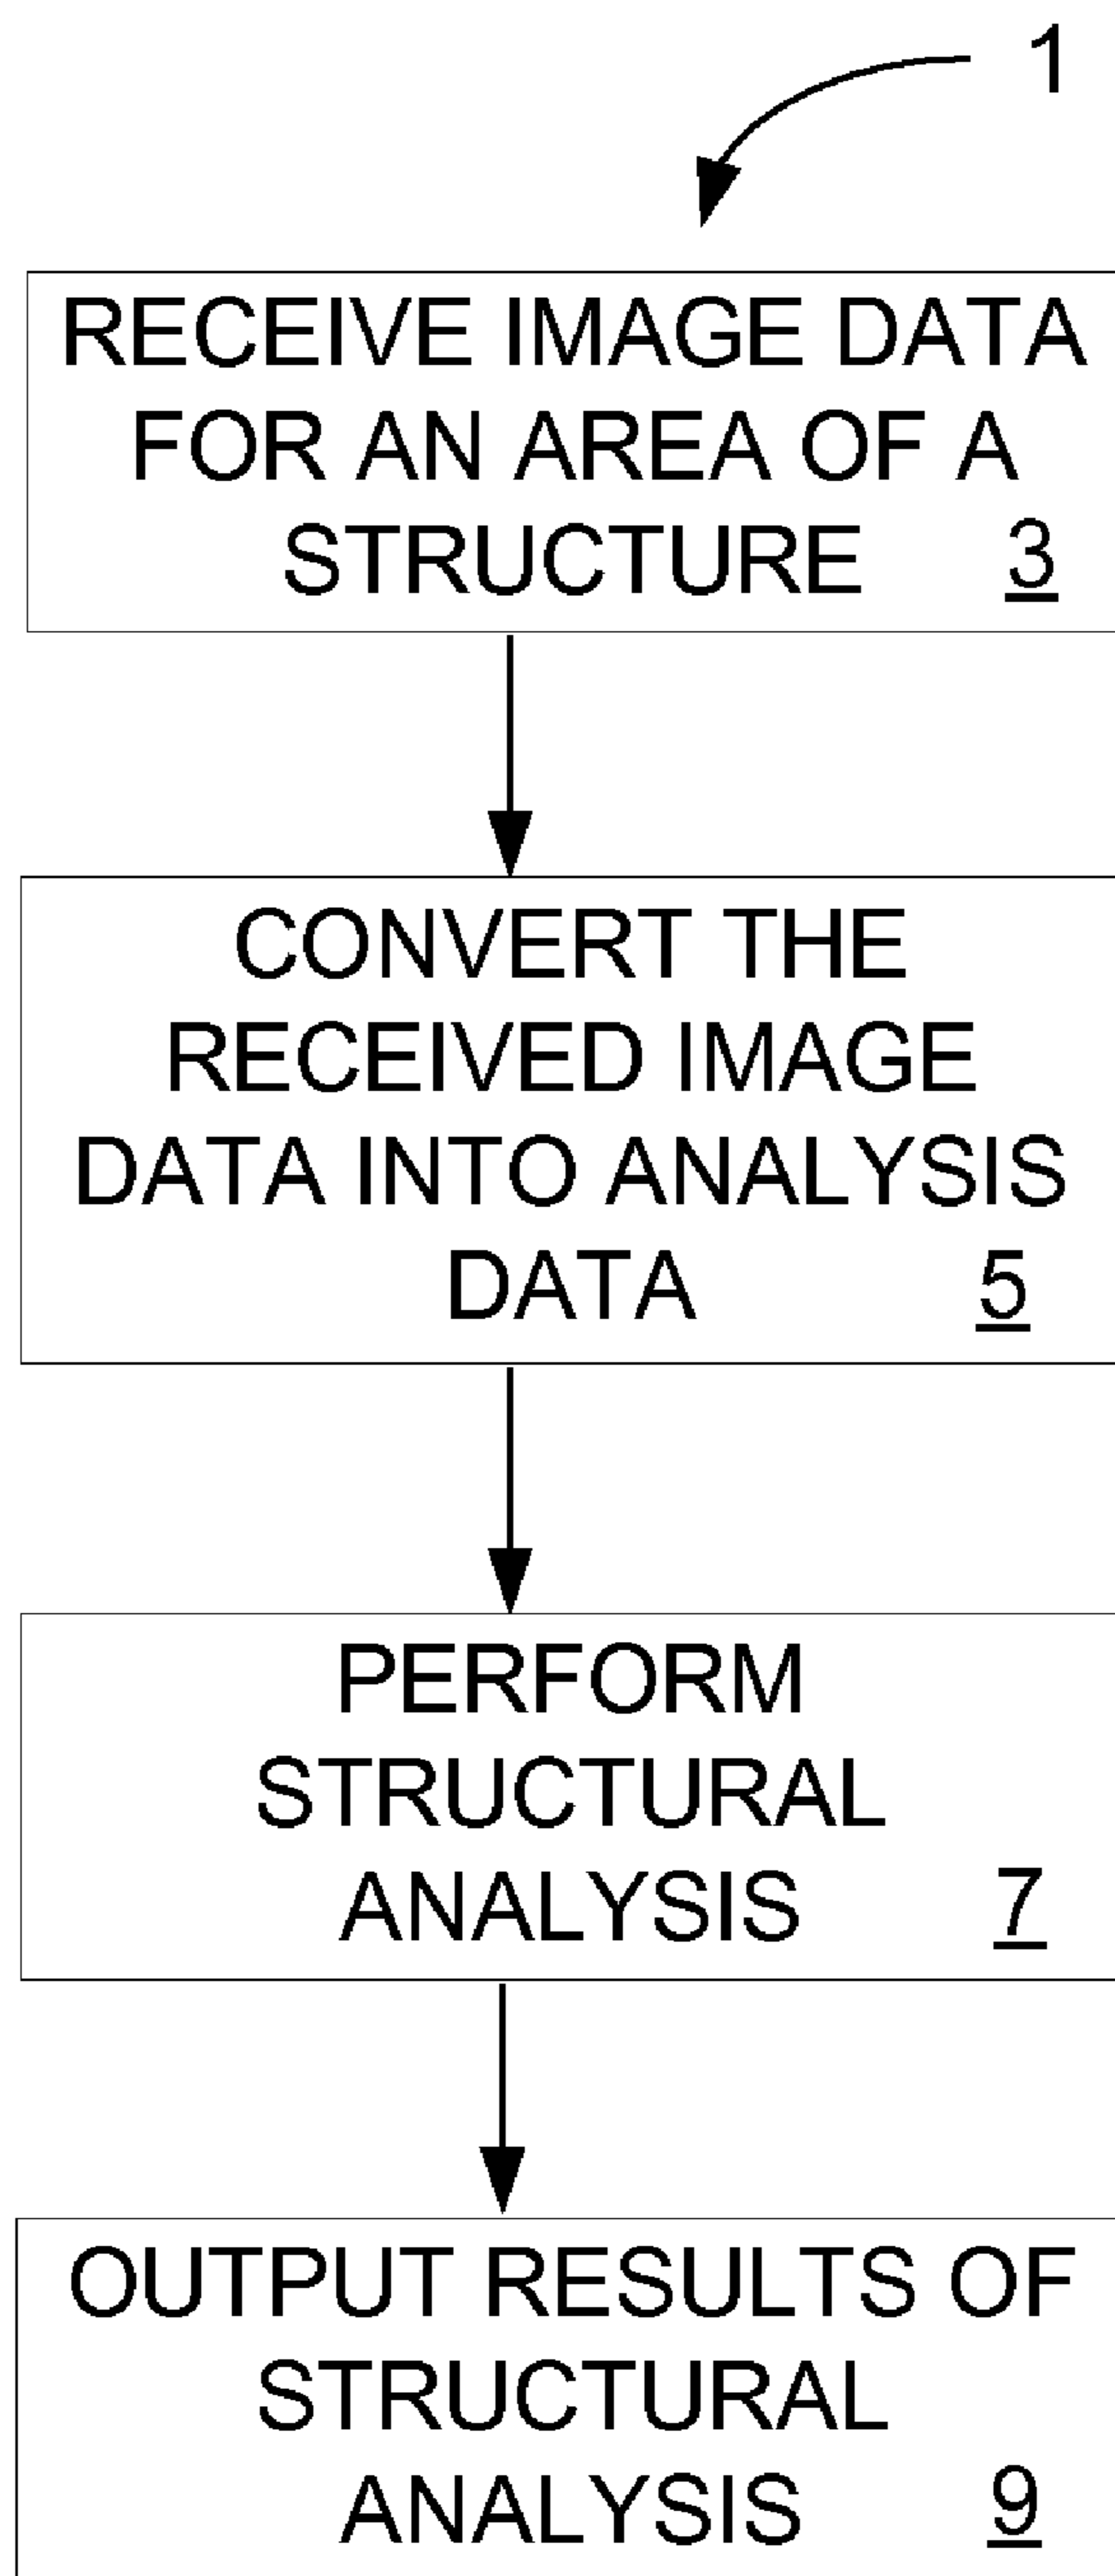 1
RECEIVE IMAGE DATA
FOR AN AREA OF A
STRUCTURE 3
CONVERT THE
RECEIVED IMAGE
DATA INTO ANALYSIS
DATA 5
PERFORM
STRUCTURAL
ANALYSIS 7
OUTPUT RESULTS OF
STRUCTURAL
ANALYSIS 9